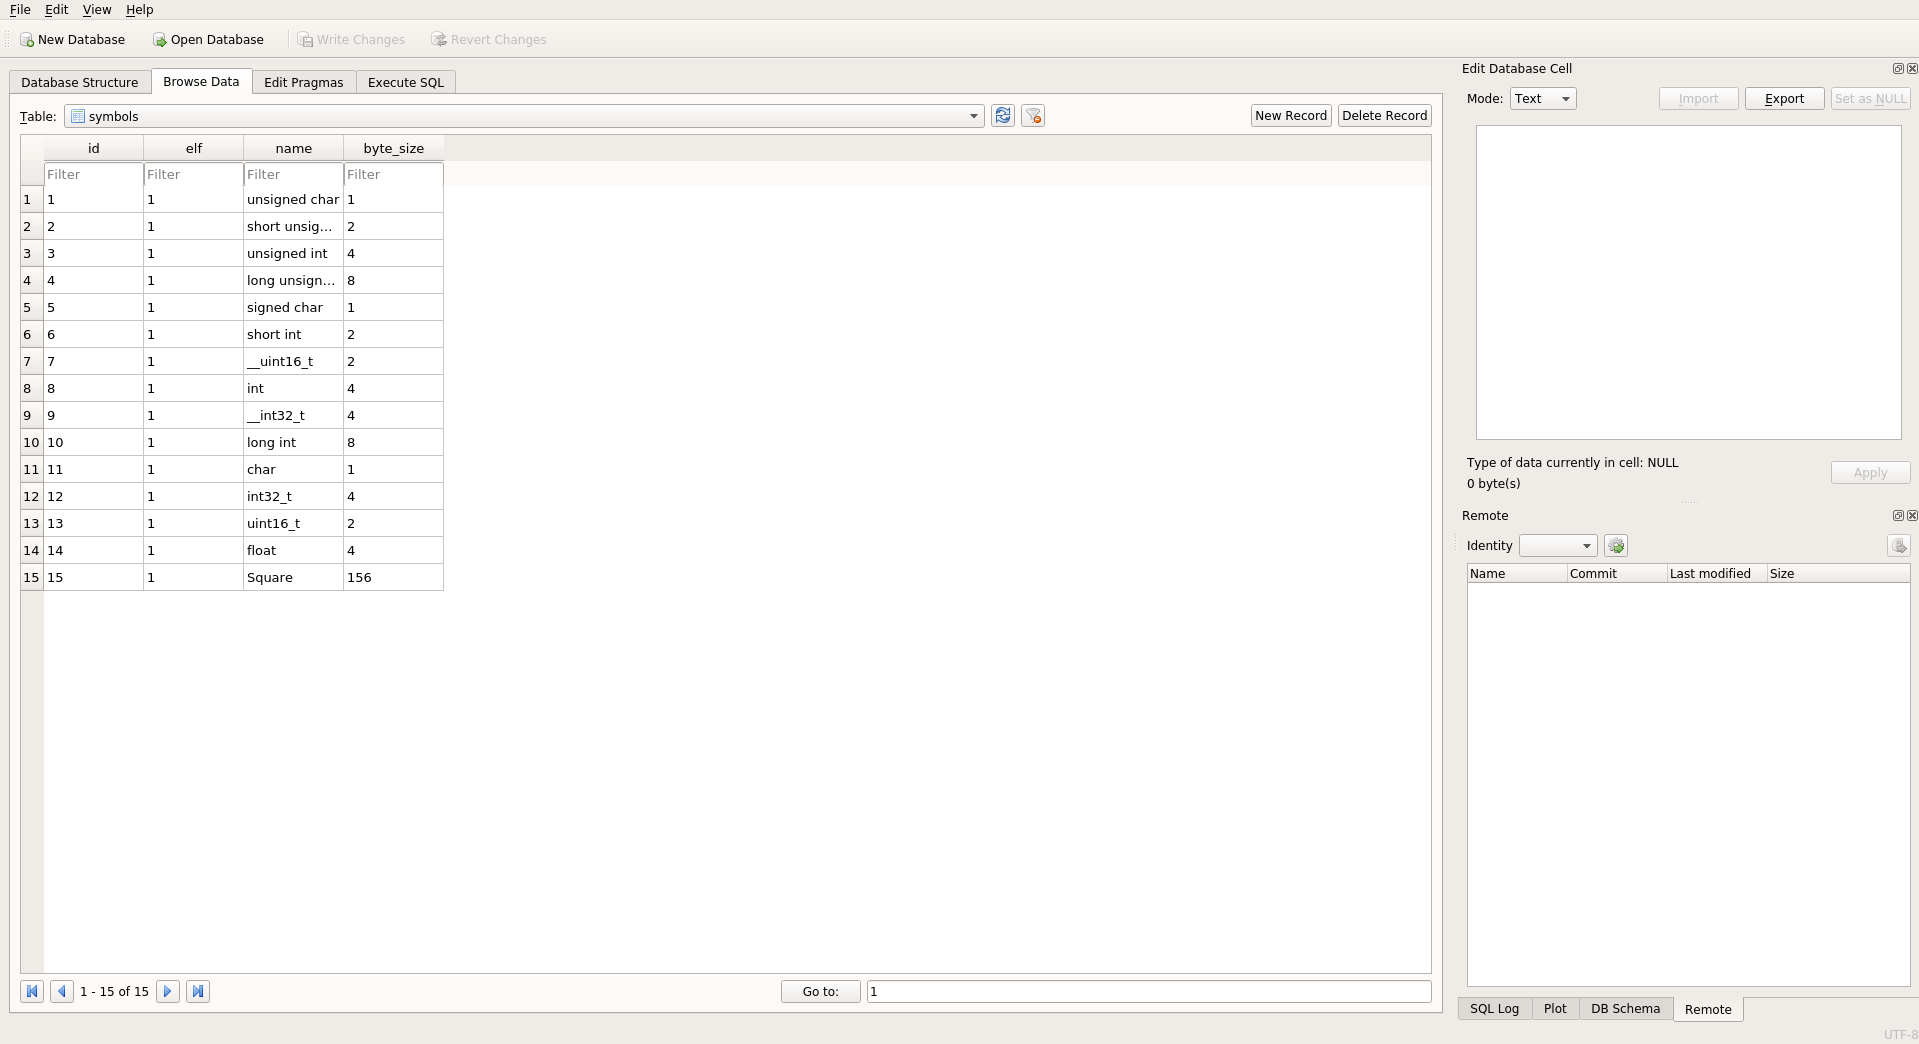 File Edit View Help
New Database Open Database Write Changes Revert Changes
Database Structure Browse Data Edit Pragmas Execute SQL
Table: symbols New Record Delete Record
id elf name byte_size
Filter Filter Filter Filter
1 1 1 unsigned char 1
2 2 1 short unsig... 2
3 3 1 unsigned int 4
4 4 1 long unsign... 8
5 5 1 signed char 1
6 6 1 short int 2
7 7 1 __uint16_t 2
8 8 1 int 4
9 9 1 __int32_t 4
10 10 1 long int 8
11 11 1 char 1
12 12 1 int32_t 4
13 13 1 uint16_t 2
14 14 1 float 4
15 15 1 Square 156
1 - 15 of 15 Go to: 1
Edit Database Cell
Mode: Text Import Export Set as NULL
Type of data currently in cell: NULL
0 byte(s)
Apply
Remote
Identity
Name Commit Last modified Size
SQL Log Plot DB Schema Remote
UTF-8